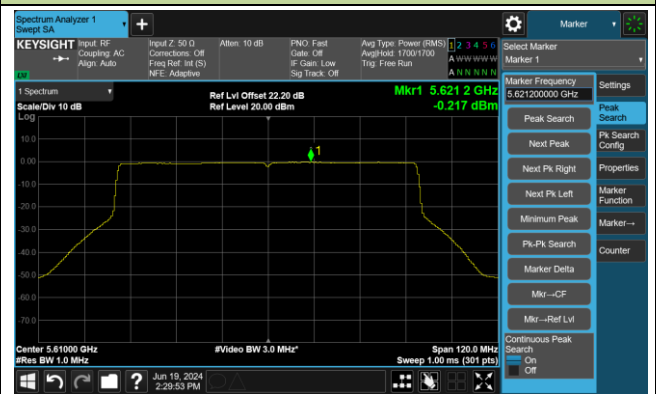 Spectrum Analyzer 1
Swept SA
+
Marker
KEYSIGHT
Input: RF
Coupling: AC
Align: Auto
Input Z: 50 Ω
Corrections: Off
Freq Ref: Int (S)
NFE: Adaptive
Atten: 10 dB
PNO: Fast
Gate: Off
IF Gain: Low
Sig Track: Off
Avg Type: Power (RMS)
Avg|Hold: 1700/1700
Trig: Free Run
1 2 3 4 5 6
A W W W W W
A N N N N N
LXI
Select Marker
Marker 1
1 Spectrum
Scale/Div 10 dB
Log
Ref Lvl Offset 22.20 dB
Ref Level 20.00 dBm
Mkr1 5.621 2 GHz
-0.217 dBm
10.0
0.00
-10.0
-20.0
-30.0
-40.0
-50.0
-60.0
-70.0
1
Center 5.61000 GHz
#Res BW 1.0 MHz
#Video BW 3.0 MHz*
Span 120.0 MHz
Sweep 1.00 ms (301 pts)
Marker Frequency
5.621200000 GHz
Peak Search
Next Peak
Next Pk Right
Next Pk Left
Minimum Peak
Pk-Pk Search
Marker Delta
Mkr→CF
Mkr→Ref Lvl
Continuous Peak
Search
On
Off
Settings
Peak
Search
Pk Search
Config
Properties
Marker
Function
Marker→
Counter
?
Jun 19, 2024
2:29:53 PM